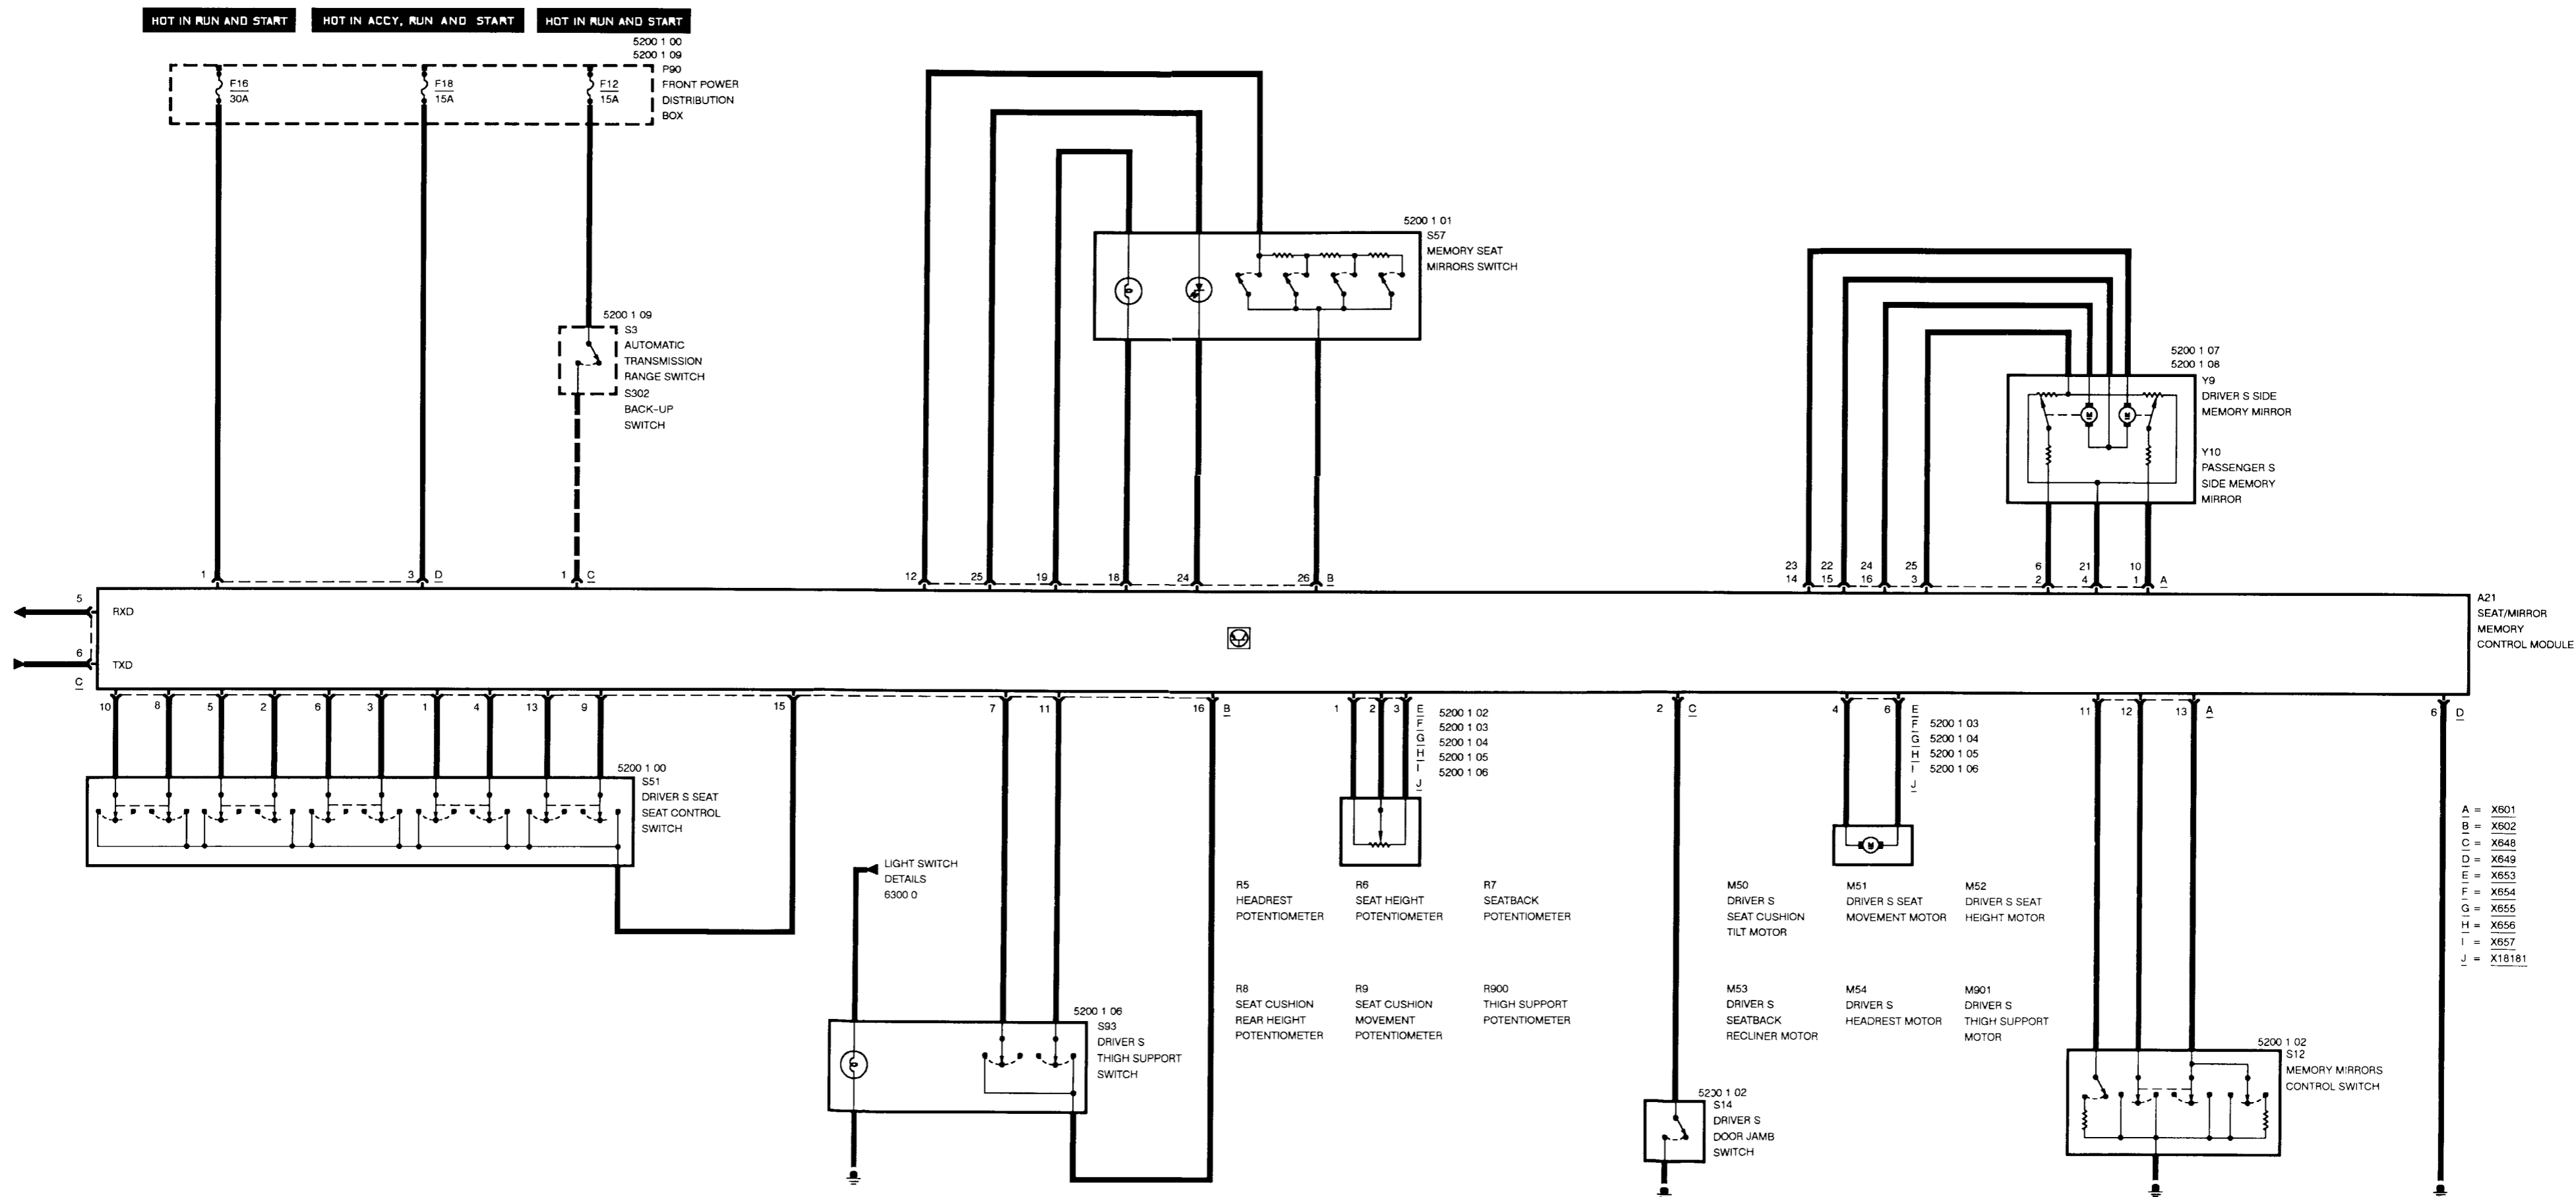 HOT IN RUN AND START
HOT IN ACCY, RUN AND START
HOT IN RUN AND START
5200 1 00
5200 1 09
P90
FRONT POWER
DISTRIBUTION
BOX
F16
30A
F18
15A
F12
15A
5200 1 09
S3
AUTOMATIC
TRANSMISSION
RANGE SWITCH
S302
BACK-UP
SWITCH
5200 1 01
S57
MEMORY SEAT
MIRRORS SWITCH
5200 1 07
5200 1 08
Y9
DRIVER S SIDE
MEMORY MIRROR
Y10
PASSENGER S
SIDE MEMORY
MIRROR
1 3 D 1 C
12 25 19 18 24 26 B
23 22 24 25 6 21 10
14 15 16 3 2 4 1 A
5 RXD
6 TXD
C
A21
SEAT/MIRROR
MEMORY
CONTROL MODULE
10 8 5 2 6 3 1 4 13 9 15 7 11 16 B
1 2 3 E
F
G
H
I
J
5200 1 02
5200 1 03
5200 1 04
5200 1 05
5200 1 06
2 C
4 6 E
F
G
H
I
J
5200 1 03
5200 1 04
5200 1 05
5200 1 06
11 12 13 A
6 D
5200 1 00
S51
DRIVER S SEAT
SEAT CONTROL
SWITCH
LIGHT SWITCH
DETAILS
6300 0
5200 1 06
S93
DRIVER S
THIGH SUPPORT
SWITCH
R5
HEADREST
POTENTIOMETER
R6
SEAT HEIGHT
POTENTIOMETER
R7
SEATBACK
POTENTIOMETER
R8
SEAT CUSHION
REAR HEIGHT
POTENTIOMETER
R9
SEAT CUSHION
MOVEMENT
POTENTIOMETER
R900
THIGH SUPPORT
POTENTIOMETER
M50
DRIVER S
SEAT CUSHION
TILT MOTOR
M51
DRIVER S SEAT
MOVEMENT MOTOR
M52
DRIVER S SEAT
HEIGHT MOTOR
M53
DRIVER S
SEATBACK
RECLINER MOTOR
M54
DRIVER S
HEADREST MOTOR
M901
DRIVER S
THIGH SUPPORT
MOTOR
5200 1 02
S14
DRIVER S
DOOR JAMB
SWITCH
5200 1 02
S12
MEMORY MIRRORS
CONTROL SWITCH
A = X601
B = X602
C = X648
D = X649
E = X653
F = X654
G = X655
H = X656
I = X657
J = X18181